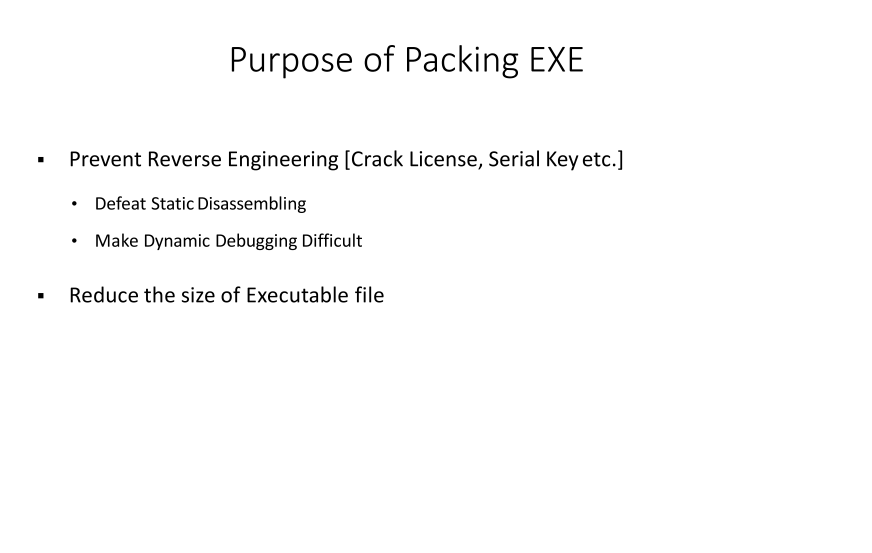 Purpose of Packing EXE
▪ Prevent Reverse Engineering [Crack License, Serial Key etc.]
• Defeat Static Disassembling
• Make Dynamic Debugging Difficult
▪ Reduce the size of Executable file